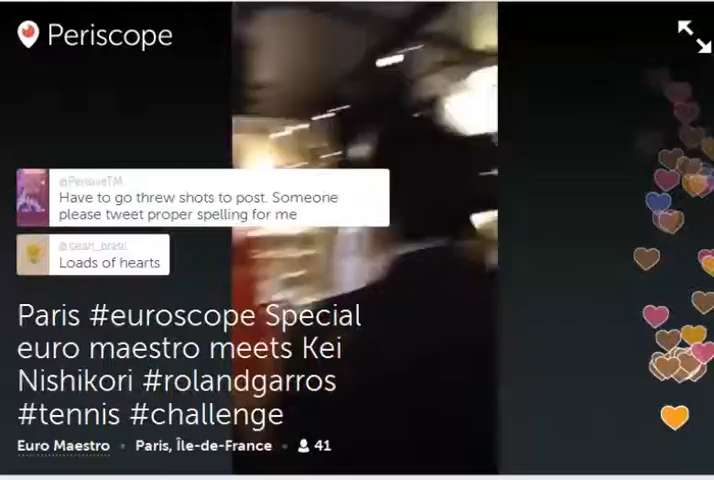 Periscope
@PensiveTM
Have to go threw shots to post. Someone
please tweet proper spelling for me
Loads of hearts
Paris #euroscope Special
euro maestro meets Kei
Nishikori #rolandgarros
#tennis #challenge
Euro Maestro • Paris, Île-de-France • 41